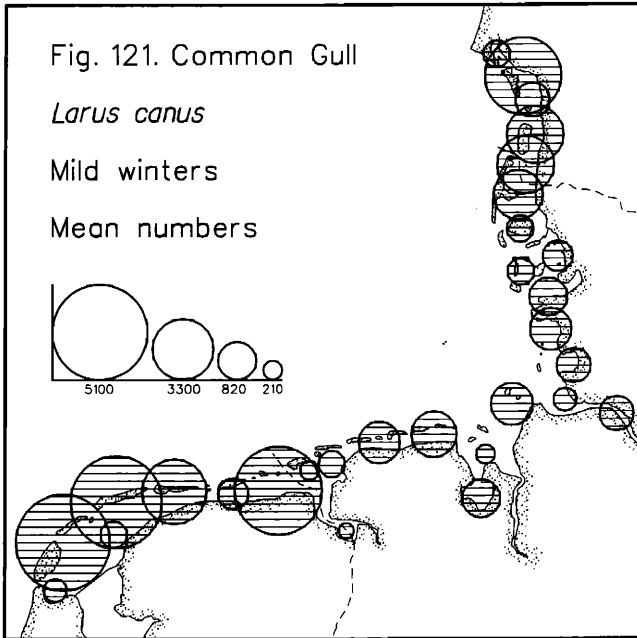 Fig. 121. Common Gull
Larus canus
Mild winters
Mean numbers
5100 3300 820 210